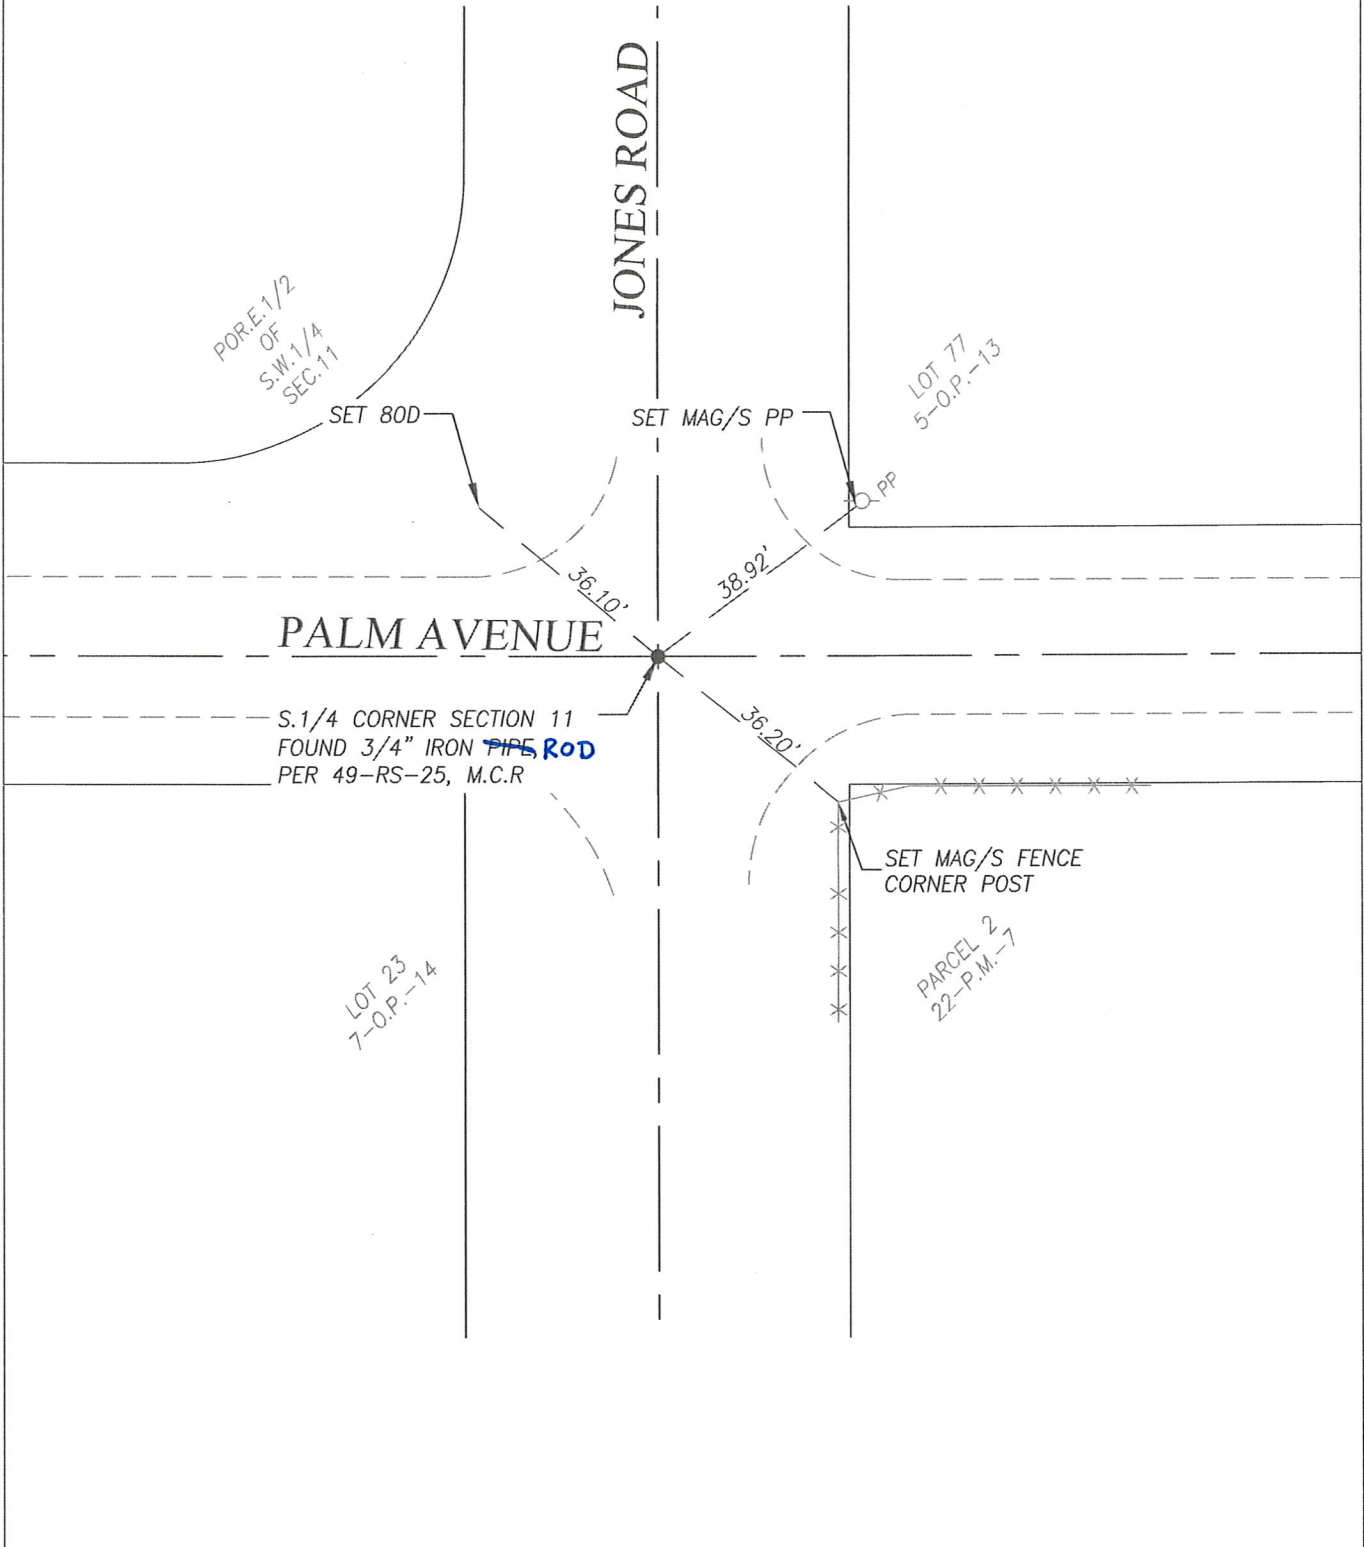 JONES ROAD
POR.E.1/2
OF
S.W.1/4
SEC.11
LOT 77
5-O.P.-13
SET 80D
SET MAG/S PP
PP
36.10'
38.92'
PALM AVENUE
S.1/4 CORNER SECTION 11
FOUND 3/4" IRON PIPE, ROD
PER 49-RS-25, M.C.R
36.20'
SET MAG/S FENCE
CORNER POST
LOT 23
7-O.P.-14
PARCEL 2
22-P.M.-7